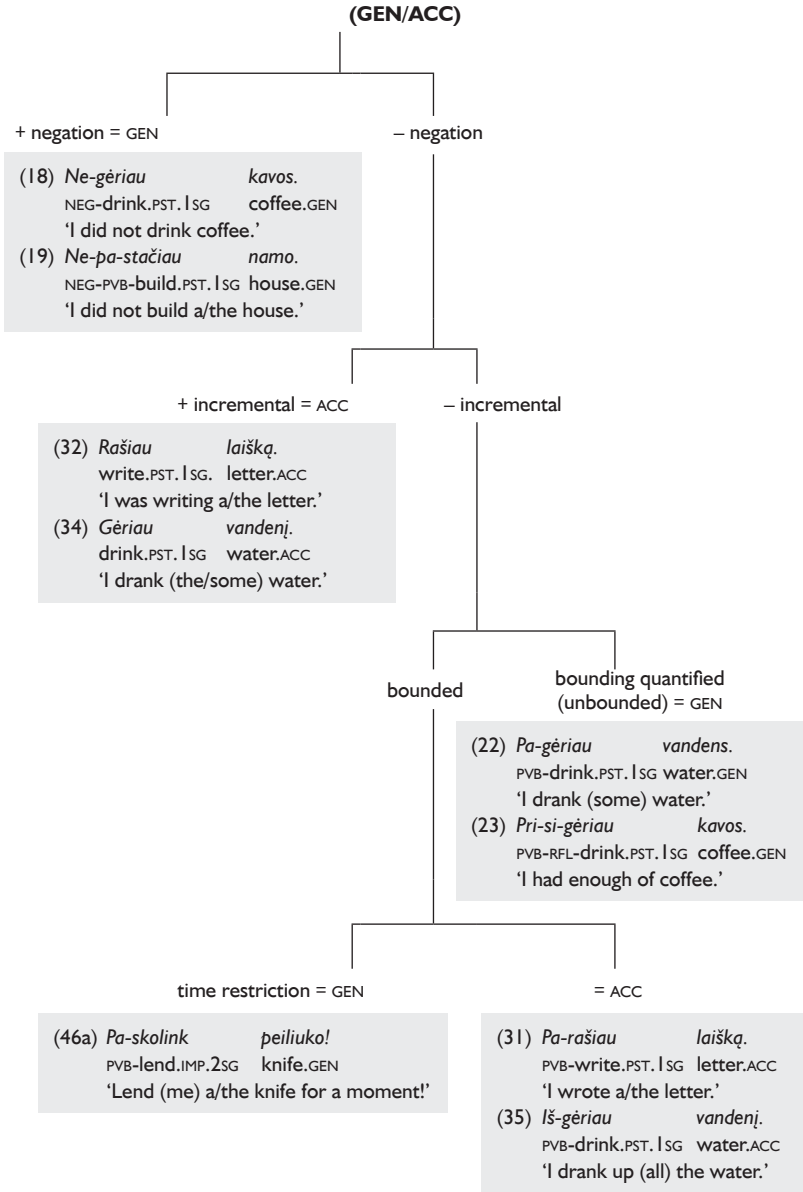 (GEN/ACC)
+ negation = GEN
– negation
(18) Ne-gėriau kavos.
NEG-drink.PST.1SG coffee.GEN
‘I did not drink coffee.’
(19) Ne-pa-stačiau namo.
NEG-PVB-build.PST.1SG house.GEN
‘I did not build a/the house.’
+ incremental = ACC
– incremental
(32) Rašiau laišką.
write.PST.1SG. letter.ACC
‘I was writing a/the letter.’
(34) Gėriau vandenį.
drink.PST.1SG water.ACC
‘I drank (the/some) water.’
bounded
bounding quantified
(unbounded) = GEN
(22) Pa-gėriau vandens.
PVB-drink.PST.1SG water.GEN
‘I drank (some) water.’
(23) Pri-si-gėriau kavos.
PVB-RFL-drink.PST.1SG coffee.GEN
‘I had enough of coffee.’
time restriction = GEN
= ACC
(46a) Pa-skolink peiliuko!
PVB-lend.IMP.2SG knife.GEN
‘Lend (me) a/the knife for a moment!’
(31) Pa-rašiau laišką.
PVB-write.PST.1SG letter.ACC
‘I wrote a/the letter.’
(35) Iš-gėriau vandenį.
PVB-drink.PST.1SG water.ACC
‘I drank up (all) the water.’